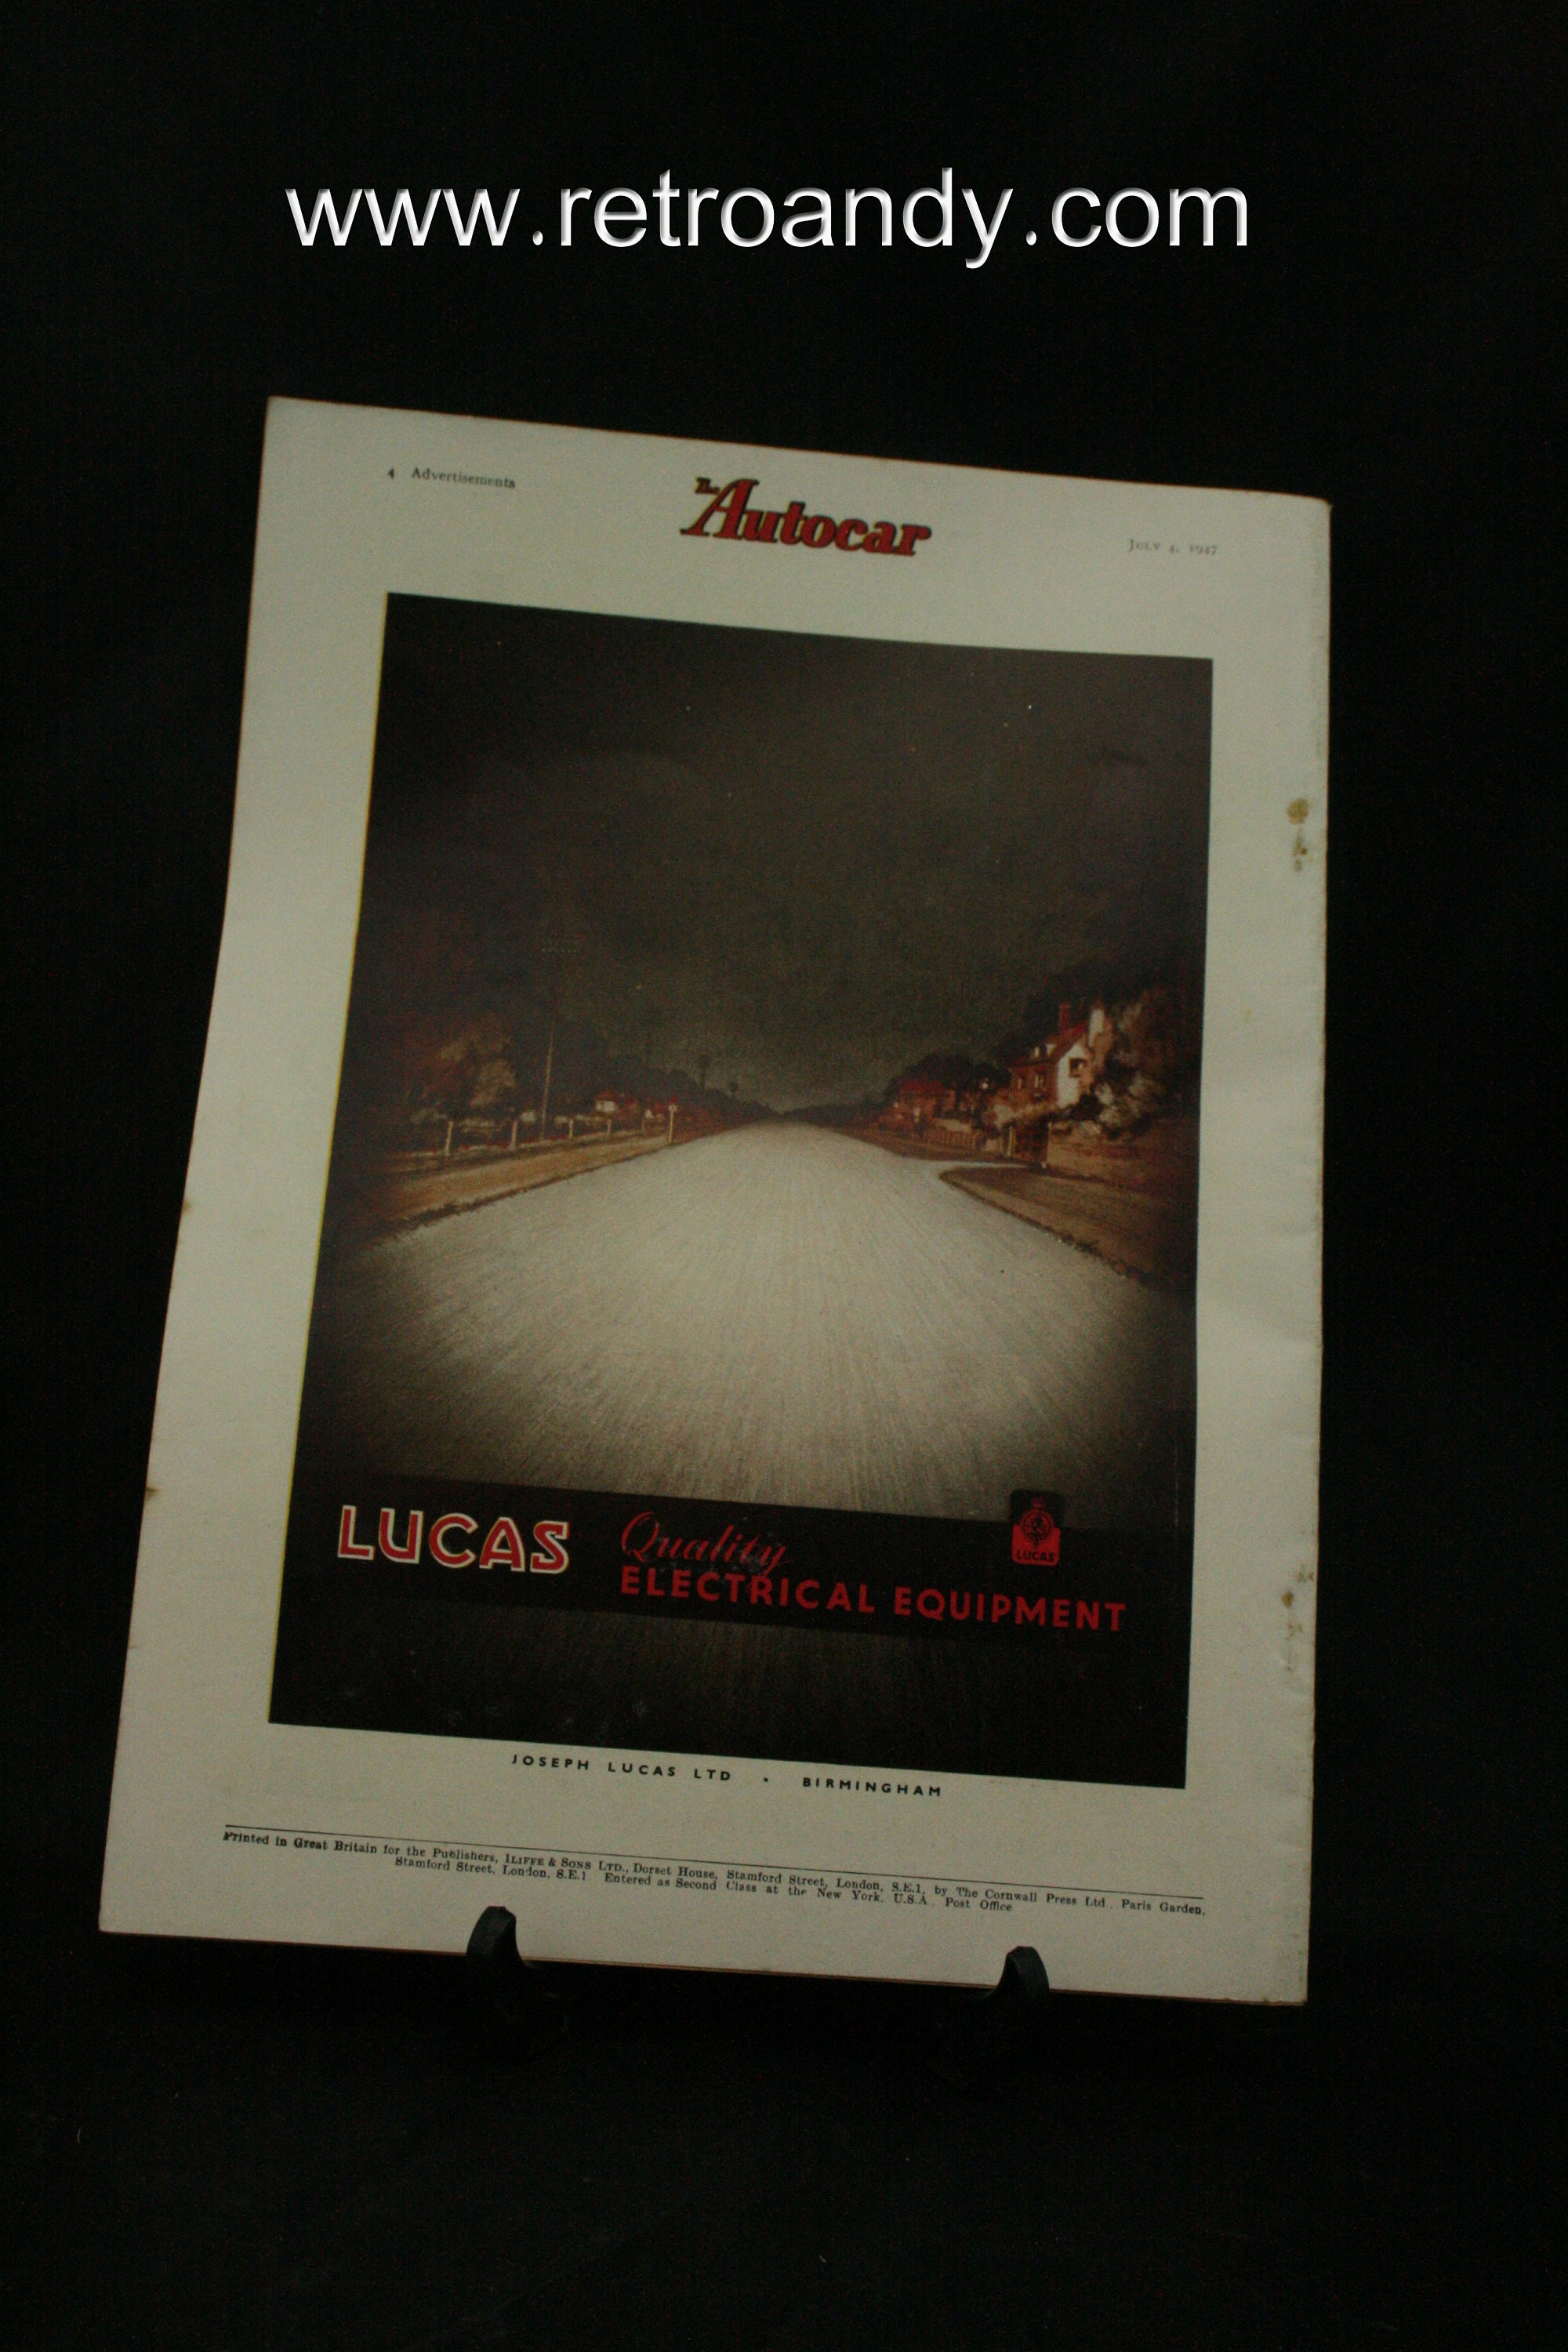 www.retroandy.com
4 Advertisements
The Autocar
JULY 4, 1947
LUCAS
Quality
ELECTRICAL EQUIPMENT
LUCAS
JOSEPH LUCAS LTD · BIRMINGHAM
Printed in Great Britain for the Publishers, ILIFFE & SONS LTD., Dorset House, Stamford Street, London, S.E.1, by The Cornwall Press Ltd., Paris Garden,
Stamford Street, London, S.E.1. Entered as Second Class at the New York, U.S.A., Post Office